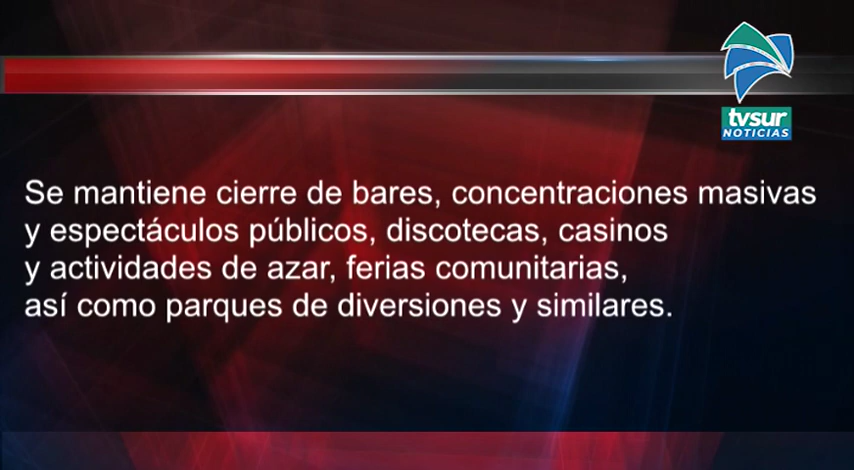 tvsur
NOTICIAS
Se mantiene cierre de bares, concentraciones masivas
y espectáculos públicos, discotecas, casinos
y actividades de azar, ferias comunitarias,
así como parques de diversiones y similares.